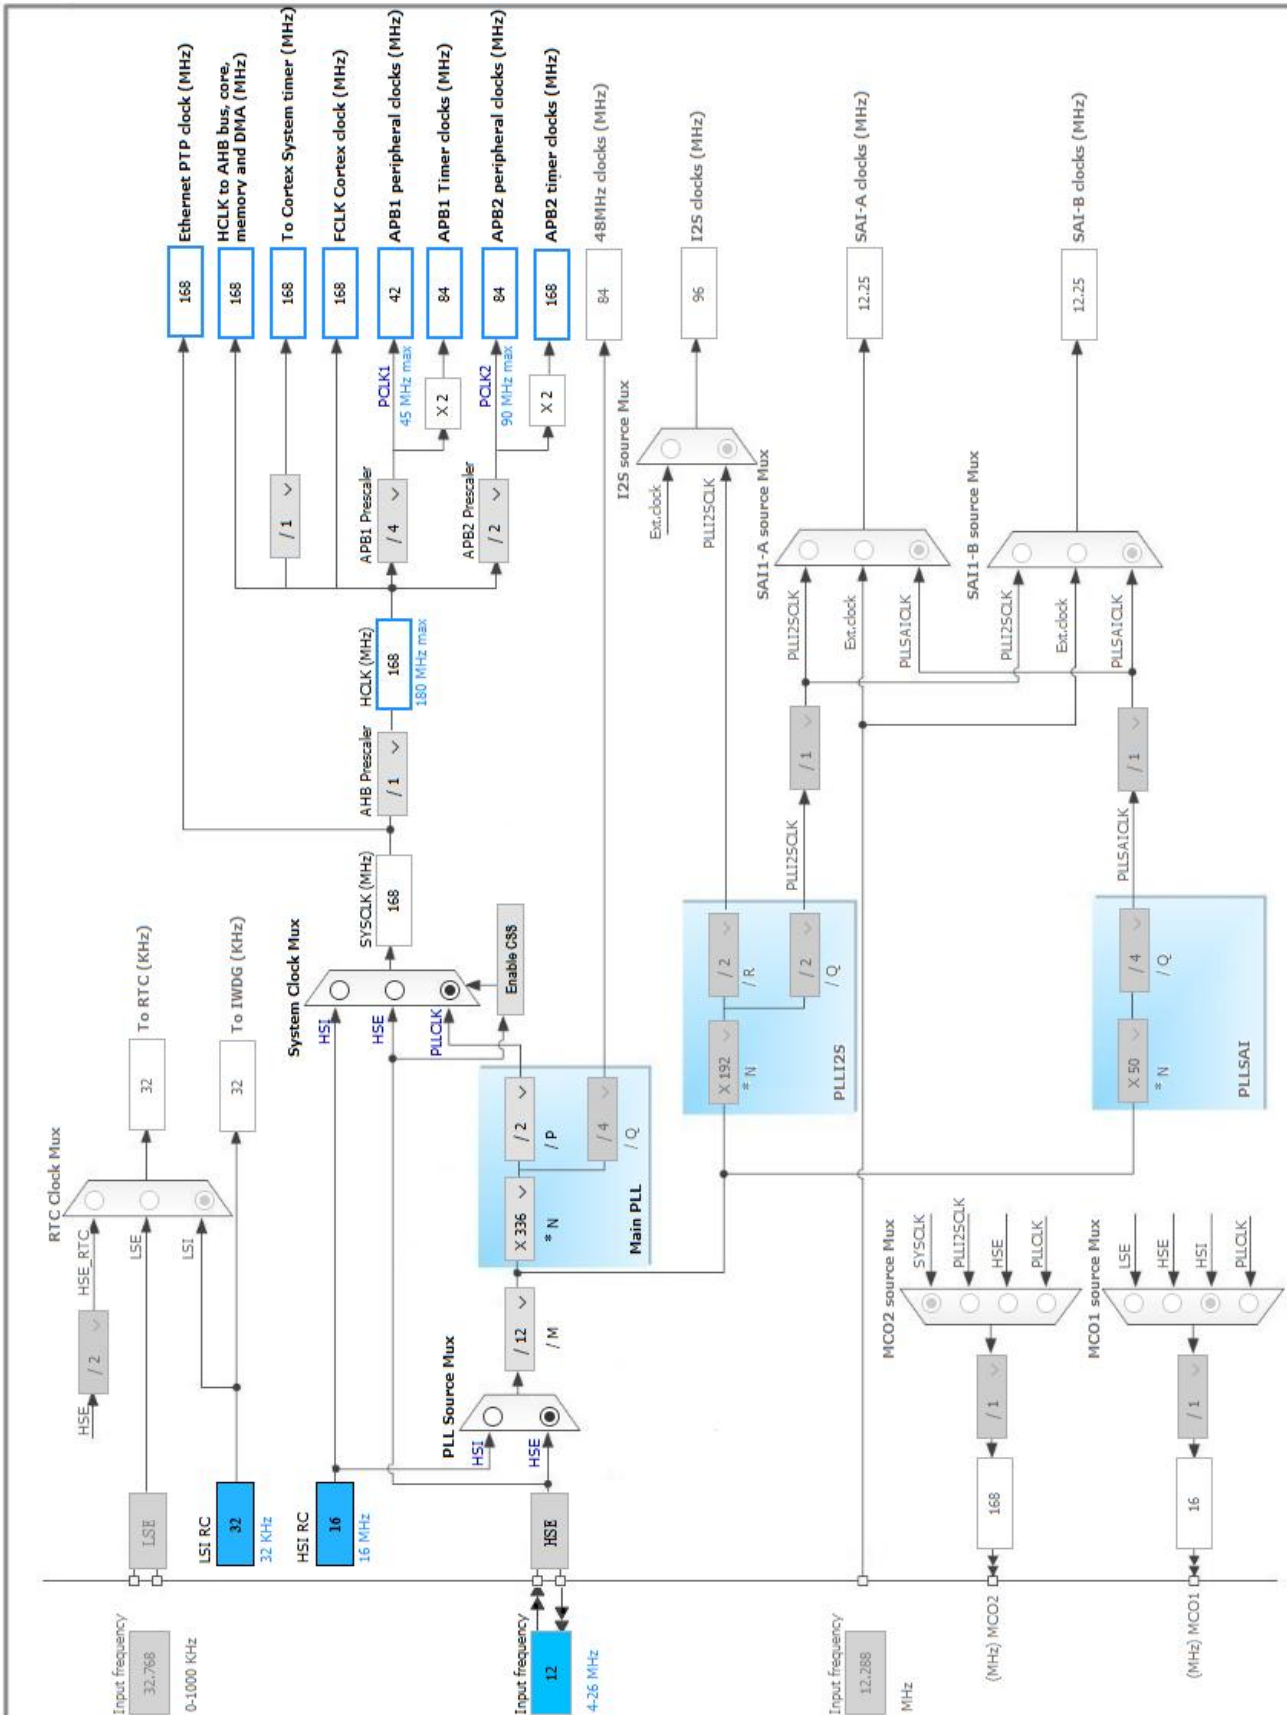 Input frequency
32.768
0-1000 KHz
LSE
LSI RC
32
32 KHz
HSI RC
16
16 MHz
Input frequency
12
4-26 MHz
HSE
Input frequency
12.288
MHz
HSE
/ 2
HSE_RTC
LSE
LSI
RTC Clock Mux
32
To RTC (KHz)
32
To IWDG (KHz)
PLL Source Mux
HSI
HSE
/ 12
/ M
X 336
* N
/ 2
/ P
/ 4
/ Q
Main PLL
System Clock Mux
HSI
HSE
PLLCLK
Enable CSS
SYSCLK (MHz)
168
AHB Prescaler
/ 1
HCLK (MHz)
168
180 MHz max
/ 1
APB1 Prescaler
/ 4
PCLK1
45 MHz max
X 2
APB2 Prescaler
/ 2
PCLK2
90 MHz max
X 2
168
Ethernet PTP clock (MHz)
168
HCLK to AHB bus, core,
memory and DMA (MHz)
168
To Cortex System timer (MHz)
168
FCLK Cortex clock (MHz)
42
APB1 peripheral clocks (MHz)
84
APB1 Timer clocks (MHz)
84
APB2 peripheral clocks (MHz)
168
APB2 timer clocks (MHz)
84
48MHz clocks (MHz)
X 192
* N
/ 2
/ R
/ 2
/ Q
PLLI2S
I2S source Mux
Ext.clock
PLLI2SCLK
96
I2S clocks (MHz)
PLLI2SCLK
/ 1
SAI1-A source Mux
PLLI2SCLK
Ext.clock
PLLSAICLK
12.25
SAI-A clocks (MHz)
X 50
* N
/ 4
/ Q
PLLSAI
PLLSAICLK
/ 1
SAI1-B source Mux
PLLI2SCLK
Ext.clock
PLLSAICLK
12.25
SAI-B clocks (MHz)
MCO2 source Mux
SYSCLK
PLLI2SCLK
HSE
PLLCLK
/ 1
168
(MHz) MCO2
MCO1 source Mux
LSE
HSE
HSI
PLLCLK
/ 1
16
(MHz) MCO1